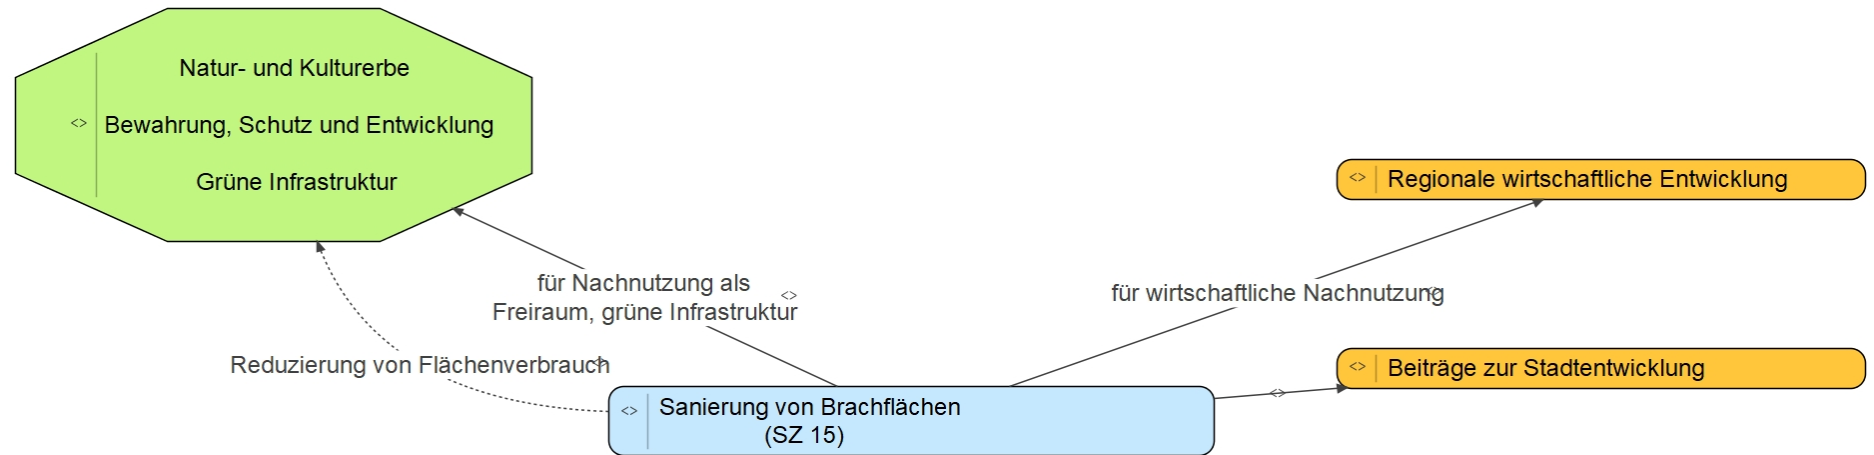 Natur- und Kulturerbe
<> Bewahrung, Schutz und Entwicklung
Grüne Infrastruktur
<> Regionale wirtschaftliche Entwicklung
für Nachnutzung als
Freiraum, grüne Infrastruktur <>
für wirtschaftliche Nachnutzung <>
Reduzierung von Flächenverbrauch <>
<> Beiträge zur Stadtentwicklung
<>
<> Sanierung von Brachflächen
(SZ 15)